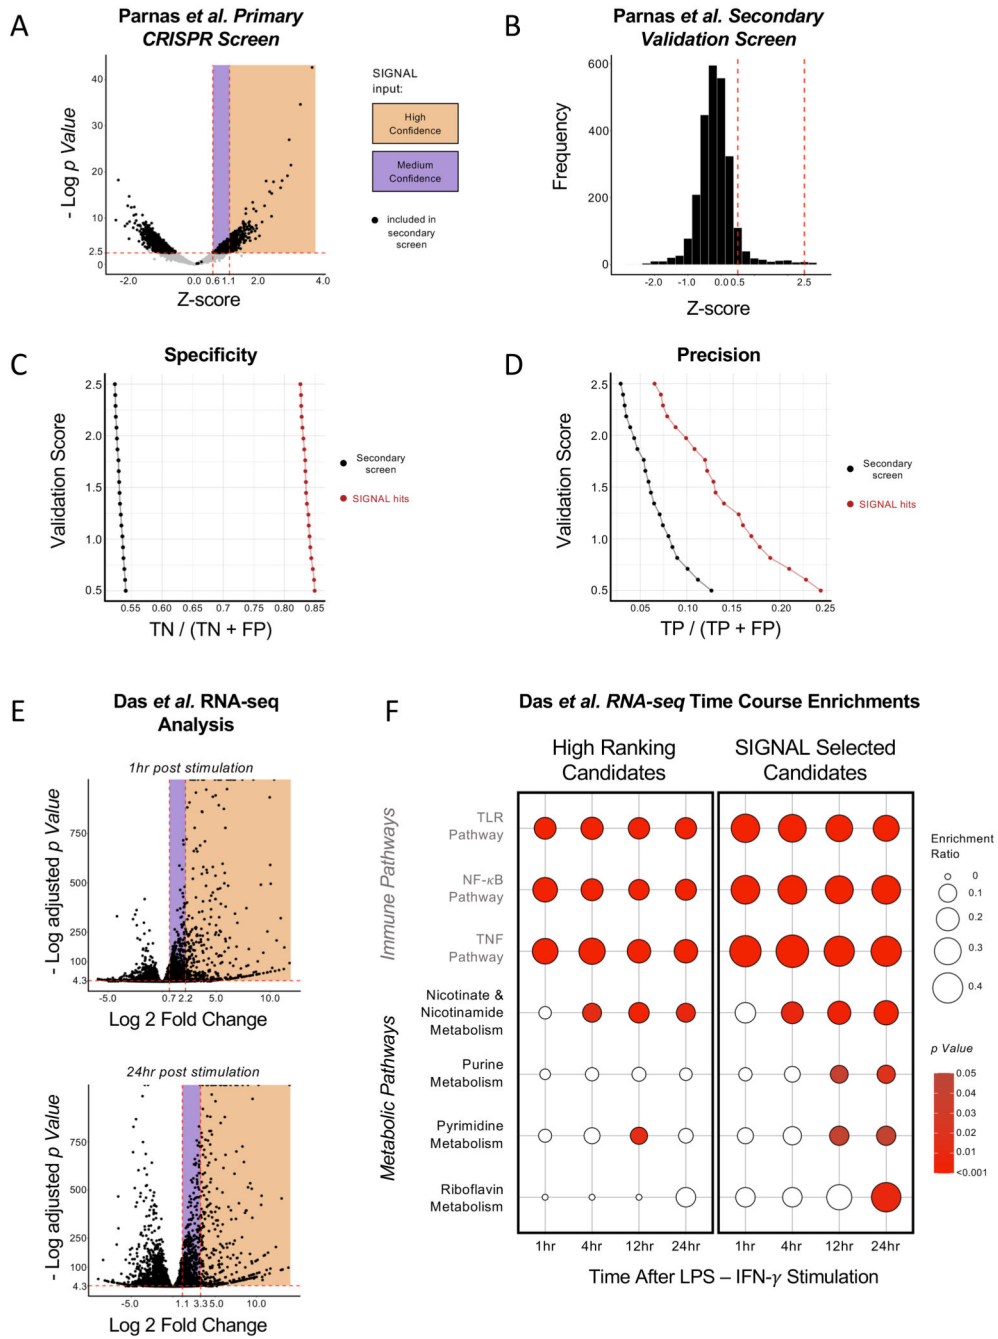 A
Parnas et al. Primary
CRISPR Screen
- Log p Value
40
30
20
10
2.5
0
-2.0
0.0
0.6
1.1
2.0
4.0
Z-score
SIGNAL
input:
High
Confidence
Medium
Confidence
included in
secondary
screen
B
Parnas et al. Secondary
Validation Screen
Frequency
600
400
200
0
-2.0
-1.0
0.0
0.5
2.5
Z-score
C
Specificity
Validation Score
2.5
2.0
1.5
1.0
0.5
0.55
0.60
0.65
0.70
0.75
0.80
0.85
TN / (TN + FP)
Secondary
screen
SIGNAL hits
D
Precision
Validation Score
2.5
2.0
1.5
1.0
0.5
0.05
0.10
0.15
0.20
0.25
TP / (TP + FP)
Secondary
screen
SIGNAL hits
E
Das et al. RNA-seq
Analysis
1hr post stimulation
- Log adjusted p Value
750
500
250
100
4.3
-5.0
0.7
2.2
5.0
10.0
Log 2 Fold Change
24hr post stimulation
- Log adjusted p Value
750
500
250
100
4.3
-5.0
1.1
3.3
5.0
10.0
Log 2 Fold Change
F
Das et al. RNA-seq Time Course Enrichments
High Ranking
Candidates
SIGNAL Selected
Candidates
Immune Pathways
TLR
Pathway
NF-κB
Pathway
TNF
Pathway
Metabolic Pathways
Nicotinate &
Nicotinamide
Metabolism
Purine
Metabolism
Pyrimidine
Metabolism
Riboflavin
Metabolism
1hr
4hr
12hr
24hr
1hr
4hr
12hr
24hr
Time After LPS – IFN-γ Stimulation
Enrichment
Ratio
0
0.1
0.2
0.3
0.4
p Value
0.05
0.04
0.03
0.02
0.01
<0.001